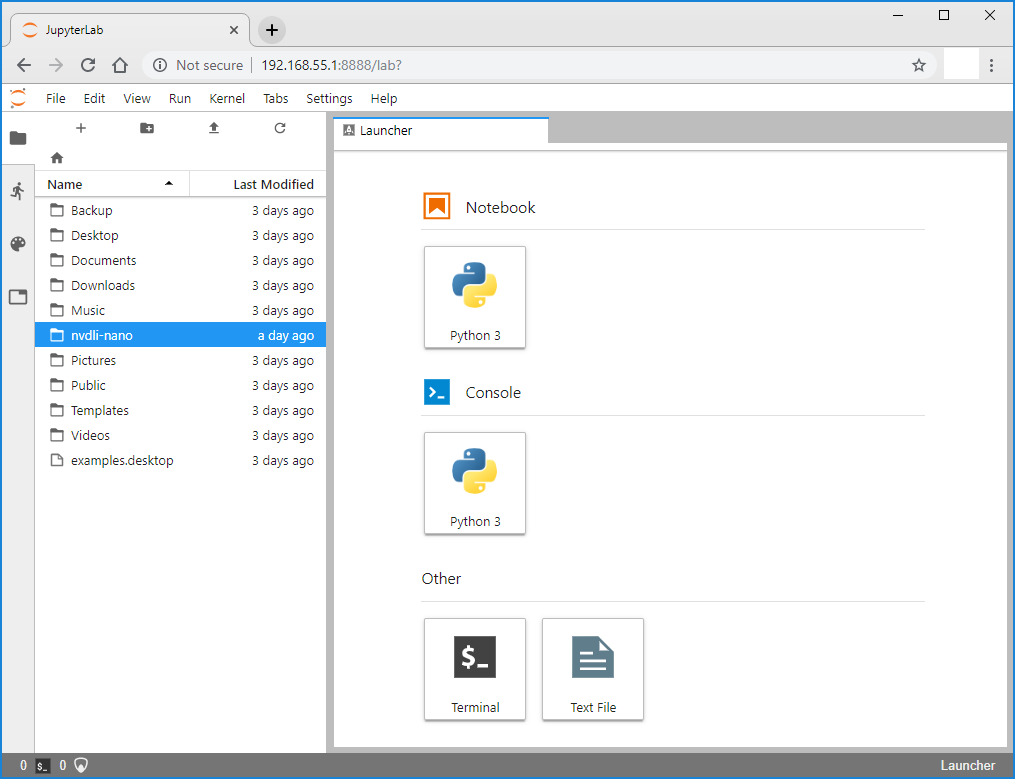 JupyterLab
Not secure | 192.168.55.1:8888/lab?
File Edit View Run Kernel Tabs Settings Help
Launcher
Name Last Modified
Backup 3 days ago
Desktop 3 days ago
Documents 3 days ago
Downloads 3 days ago
Music 3 days ago
nvdli-nano a day ago
Pictures 3 days ago
Public 3 days ago
Templates 3 days ago
Videos 3 days ago
examples.desktop 3 days ago
Notebook
Python 3
Console
Python 3
Other
$_
Terminal
Text File
0 $_ 0 Launcher